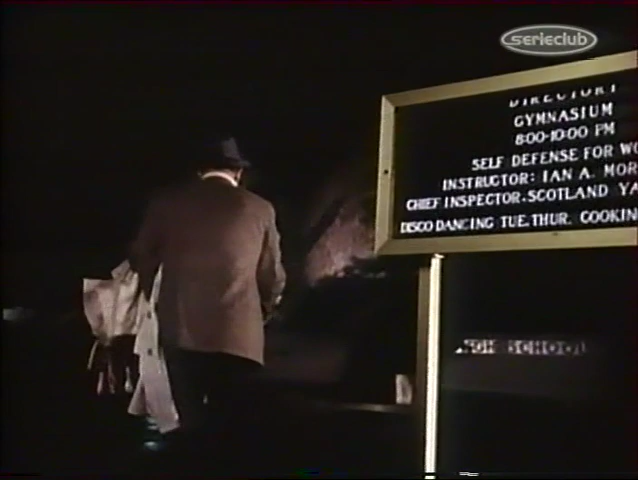 serieclub
DIRECTORY
GYMNASIUM
8:00-10:00 PM
SELF DEFENSE FOR
INSTRUCTOR: IAN A.
CHIEF INSPECTOR, SCOTLAND
DISCO DANCING TUE. THUR. COOKING
SCHOOL